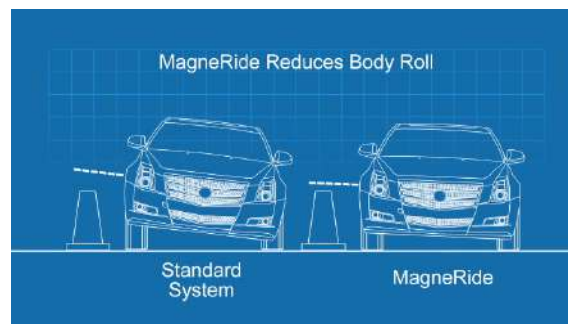 MagneRide Reduces Body Roll
Standard
System
MagneRide